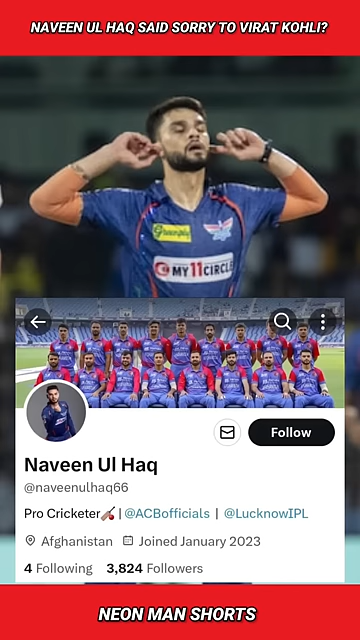 NAVEEN UL HAQ SAID SORRY TO VIRAT KOHLI?
Greenply
MY11CIRCLE
Follow
Naveen Ul Haq
@naveenulhaq66
Pro Cricketer🏏 | @ACBofficials | @LucknowIPL
Afghanistan Joined January 2023
4 Following 3,824 Followers
NEON MAN SHORTS